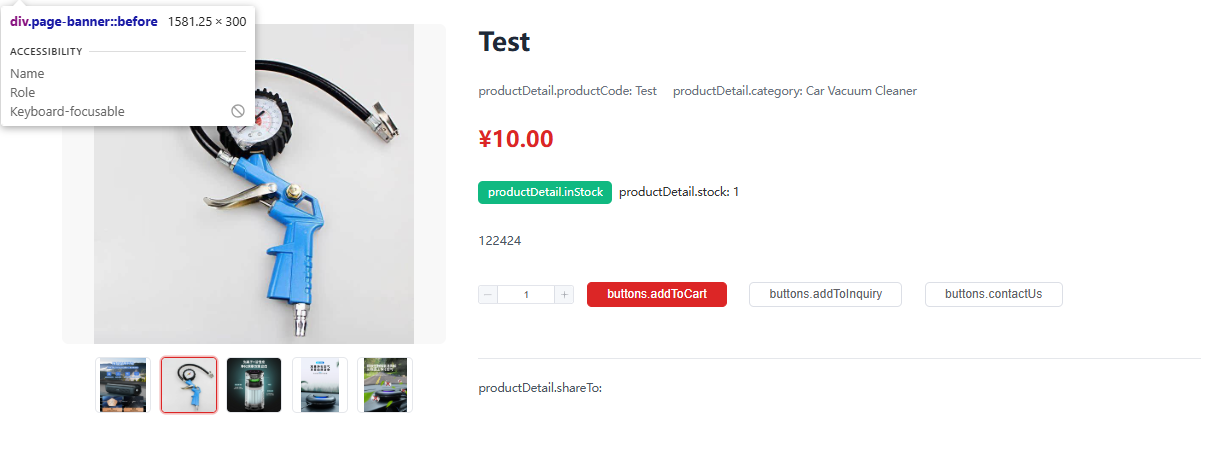 div.page-banner::before 1581.25 × 300
ACCESSIBILITY
Name
Role
Keyboard-focusable
Test
productDetail.productCode: Test productDetail.category: Car Vacuum Cleaner
¥10.00
productDetail.inStock productDetail.stock: 1
122424
− 1 + buttons.addToCart buttons.addToInquiry buttons.contactUs
productDetail.shareTo: